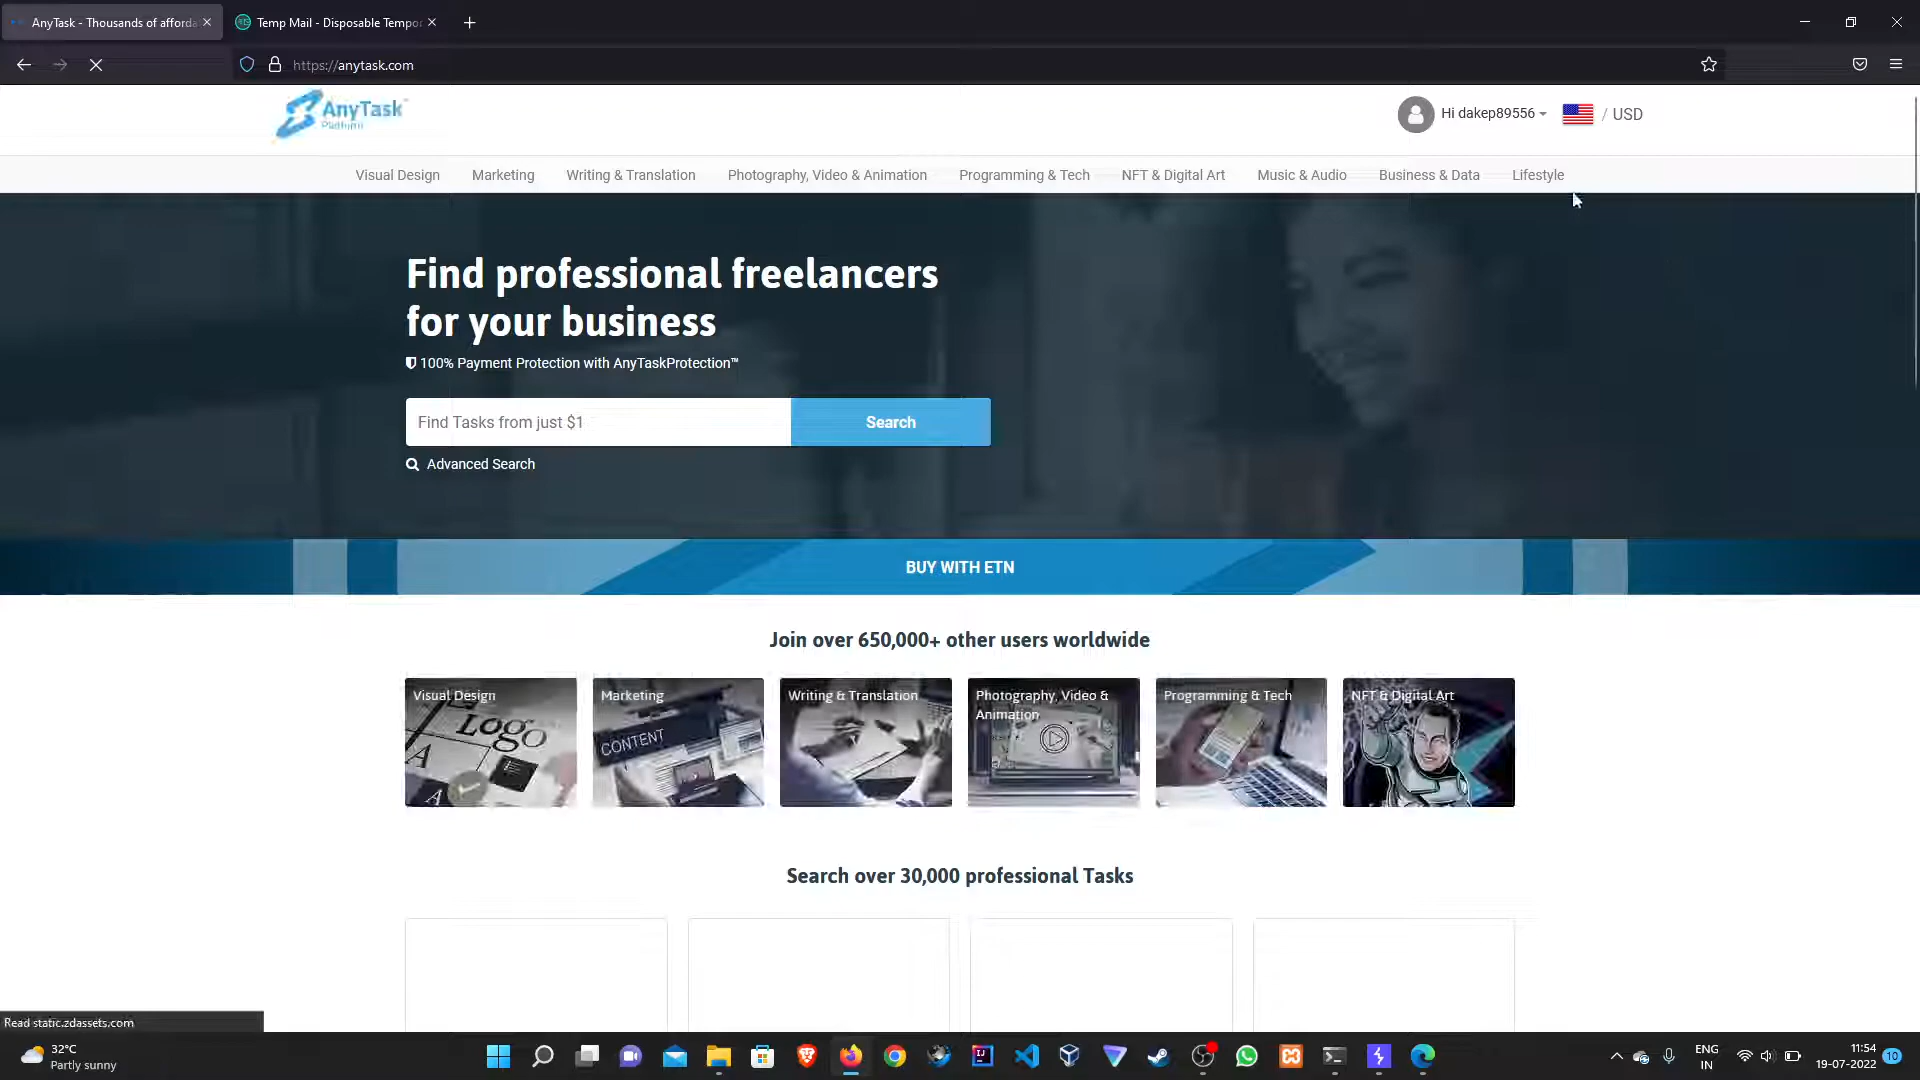 AnyTask - Thousands of afforda
Temp Mail - Disposable Tempor
https://anytask.com
AnyTask
Platform
Hi dakep89556
/ USD
Visual Design
Marketing
Writing & Translation
Photography, Video & Animation
Programming & Tech
NFT & Digital Art
Music & Audio
Business & Data
Lifestyle
Find professional freelancers
for your business
100% Payment Protection with AnyTaskProtection™
Find Tasks from just $1
Search
Advanced Search
BUY WITH ETN
Join over 650,000+ other users worldwide
Visual Design
Logo
A
A
Marketing
CONTENT
Writing & Translation
Photography, Video &
Animation
Programming & Tech
NFT & Digital Art
Search over 30,000 professional Tasks
Read static.zdassets.com
32°C
Partly sunny
ENG
IN
11:54
19-07-2022
10